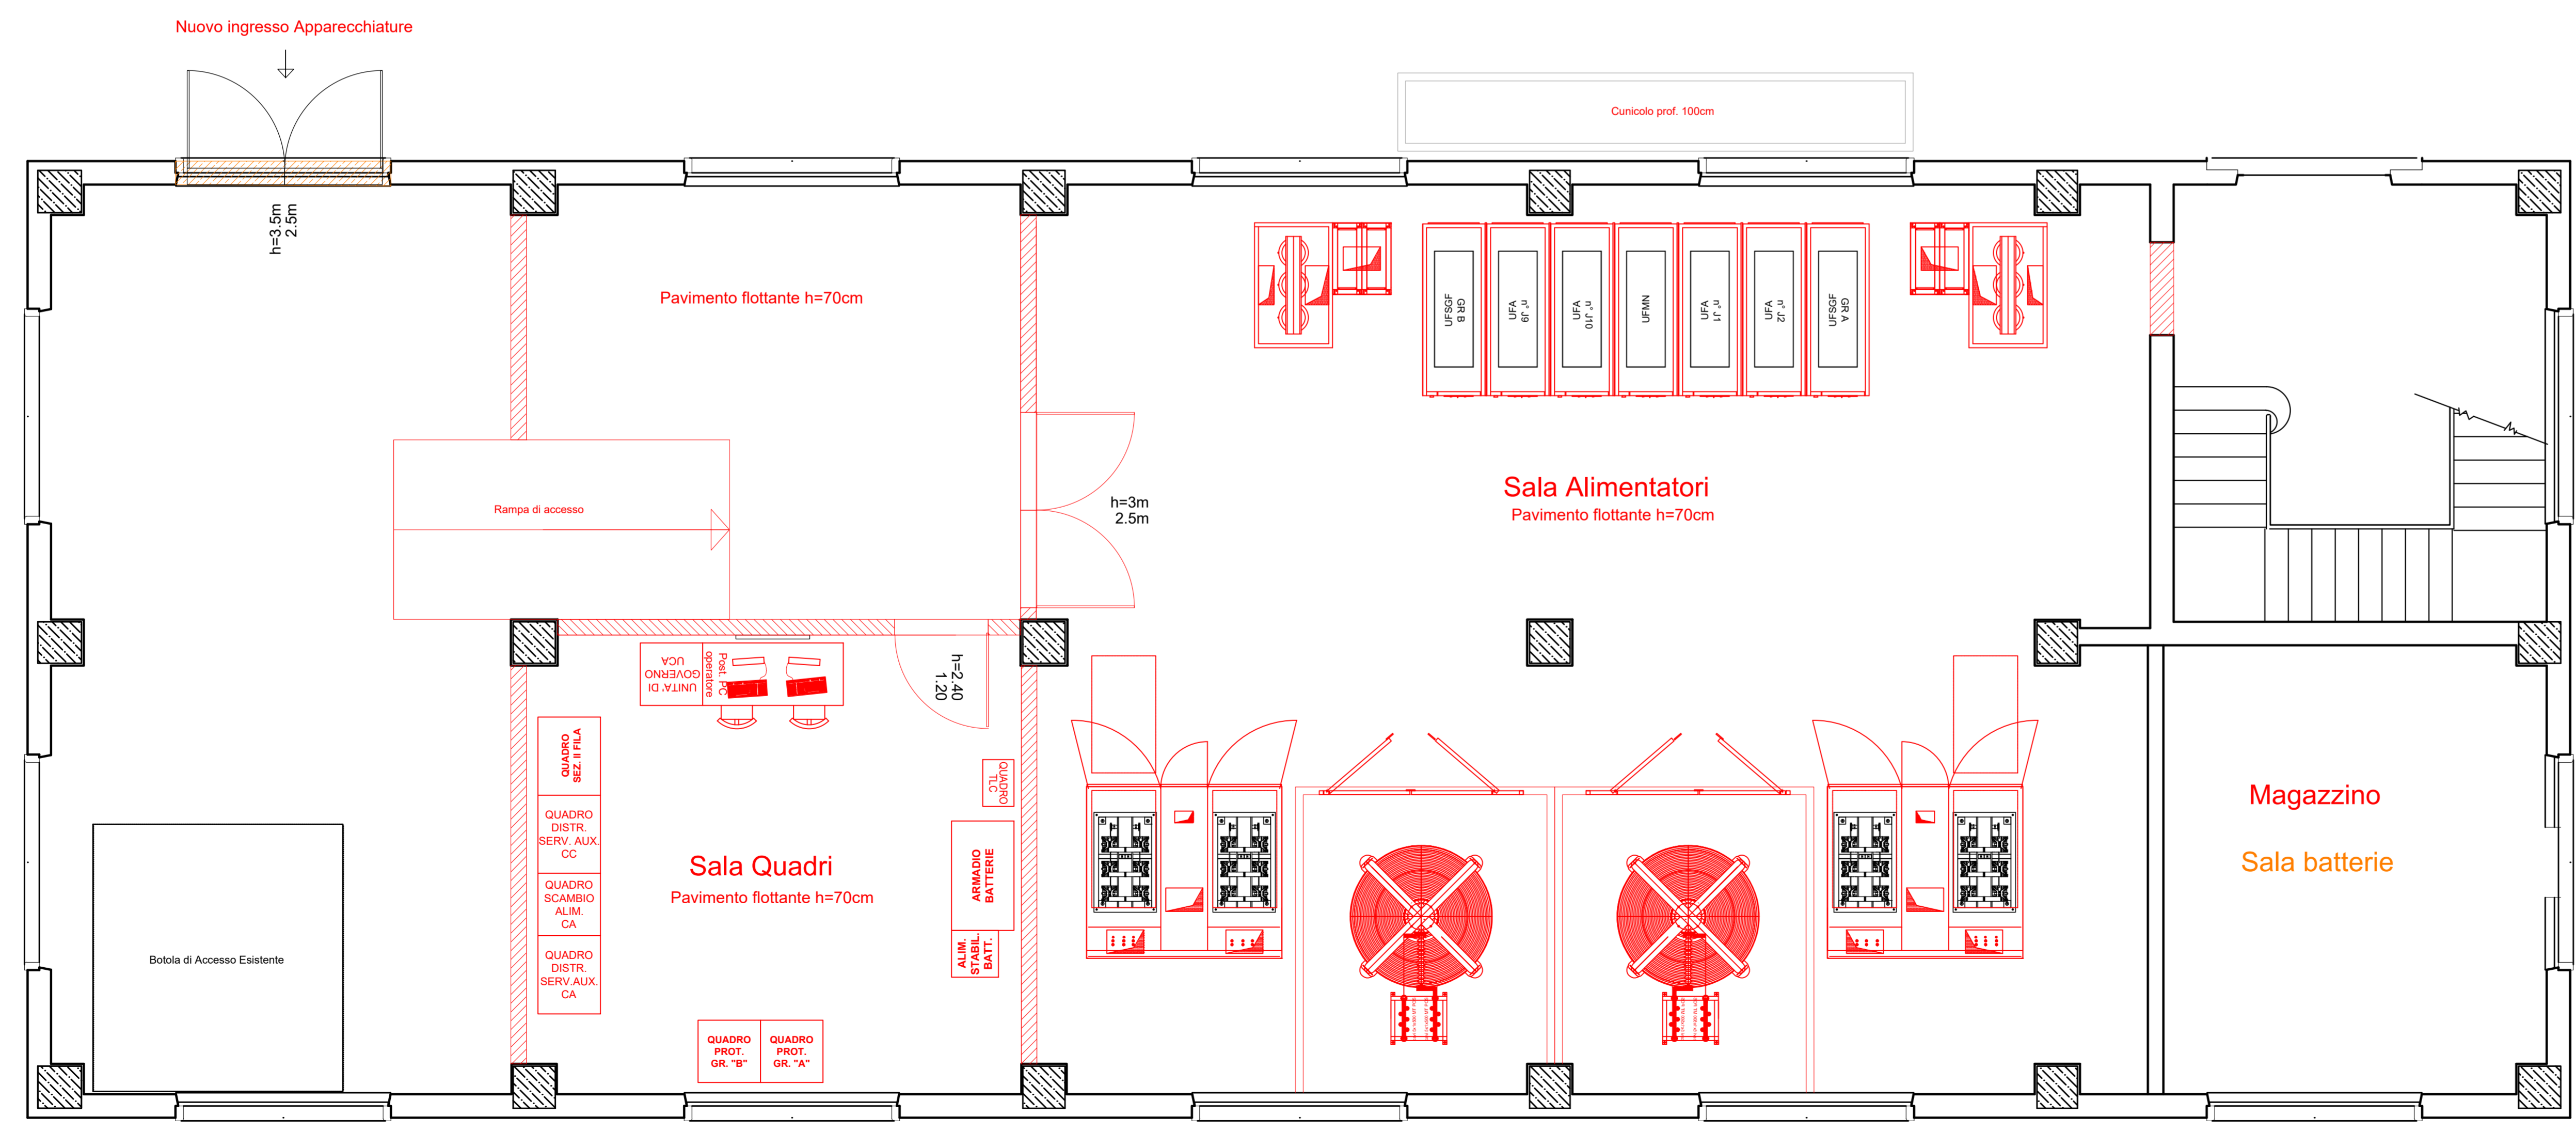 Nuovo ingresso Apparecchiature
Cunicolo prof. 100cm
h=3.5m
2.5m
Pavimento flottante h=70cm
GR B
UFSGF
n° J9
UFA
n° J10
UFA
UFMN
n° J1
UFA
n° J2
UFA
GR A
UFSGF
Rampa di accesso
h=3m
2.5m
Sala Alimentatori
Pavimento flottante h=70cm
UNITA' DI
GOVERNO
UCA
Post. PC
operatore
h=2.40
1.20
QUADRO
SEZ. II FILA
QUADRO
DISTR.
SERV. AUX.
CC
QUADRO
SCAMBIO
ALIM.
CA
QUADRO
DISTR.
SERV.AUX.
CA
QUADRO
TLC
ARMADIO
BATTERIE
ALIM.
STABIL.
BATT.
Sala Quadri
Pavimento flottante h=70cm
QUADRO
PROT.
GR. "B"
QUADRO
PROT.
GR. "A"
Botola di Accesso Esistente
Magazzino
Sala batterie